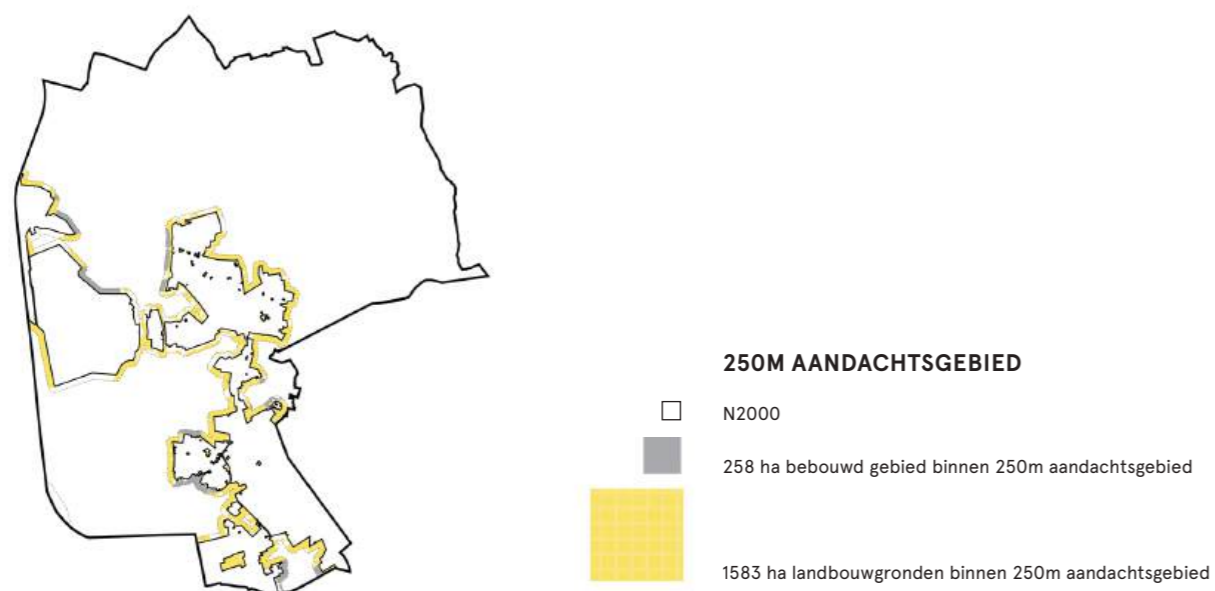 250M AANDACHTSGEBIED
N2000
258 ha bebouwd gebied binnen 250m aandachtsgebied
1583 ha landbouwgronden binnen 250m aandachtsgebied